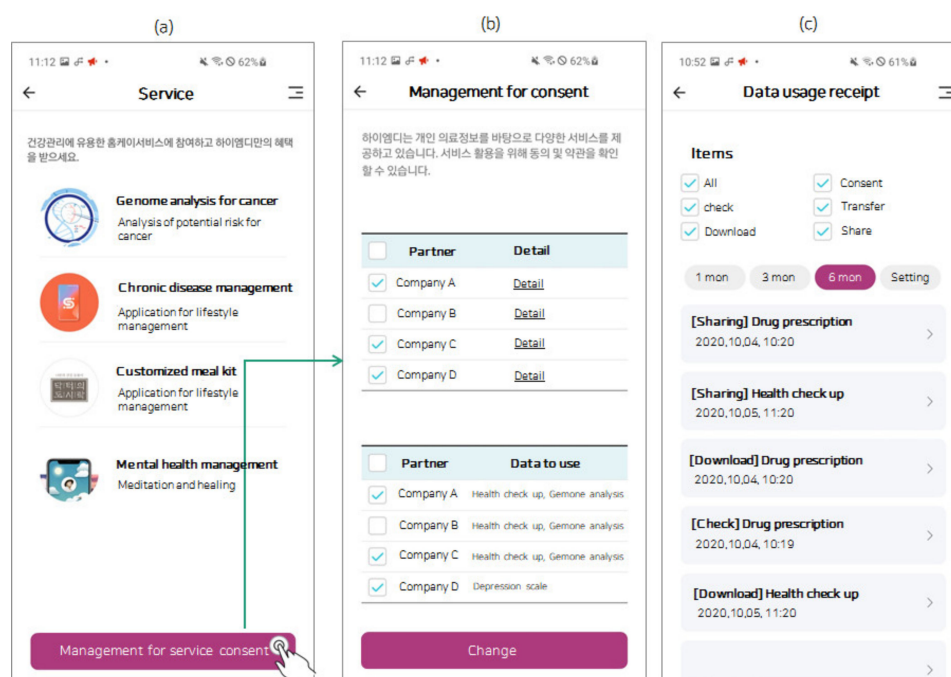 (a)
11:12 62%
Service
건강관리에 유용한 홈케이서비스에 참여하고 하이엠디만의 혜택
을 받으세요.
Genome analysis for cancer
Analysis of potential risk for
cancer
Chronic disease management
Application for lifestyle
management
Customized meal kit
Application for lifestyle
management
Mental health management
Meditation and healing
Management for service consent
(b)
11:12 62%
Management for consent
하이엠디는 개인 의료정보를 바탕으로 다양한 서비스를 제
공하고 있습니다. 서비스 활용을 위해 동의 및 약관을 확인
할 수 있습니다.
Partner Detail
Company A Detail
Company B Detail
Company C Detail
Company D Detail
Partner Data to use
Company A Health check up, Gemone analysis
Company B Health check up, Gemone analysis
Company C Health check up, Gemone analysis
Company D Depression scale
Change
(c)
10:52 61%
Data usage receipt
Items
All Consent
check Transfer
Download Share
1 mon 3 mon 6 mon Setting
[Sharing] Drug prescription
2020,10,04, 10:20
[Sharing] Health check up
2020,10,05, 11:20
[Download] Drug prescription
2020,10,04, 10:20
[Check] Drug prescription
2020,10,04, 10:19
[Download] Health check up
2020,10,05, 11:20